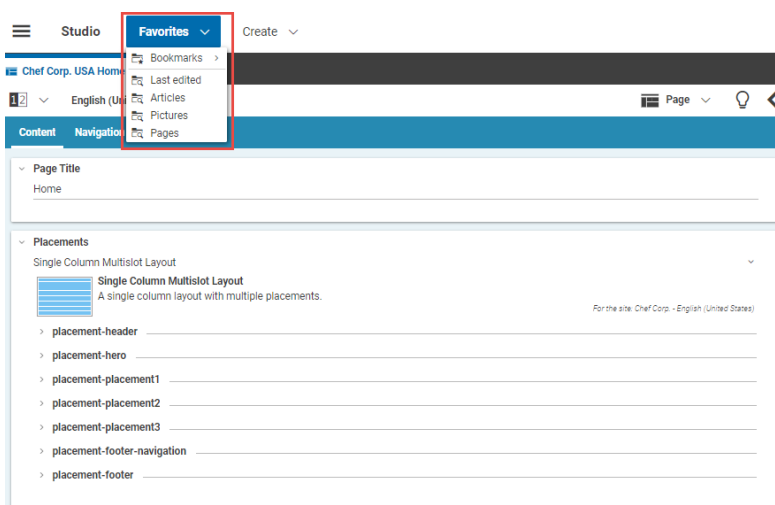 Studio Favorites Create
Bookmarks
Chef Corp. USA Home
Last edited
12 English (Uni Articles Page
Pictures
Content Navigation Pages
Page Title
Home
Placements
Single Column Multislot Layout
Single Column Multislot Layout
A single column layout with multiple placements.
For the site: Chef Corp. - English (United States)
placement-header
placement-hero
placement-placement1
placement-placement2
placement-placement3
placement-footer-navigation
placement-footer